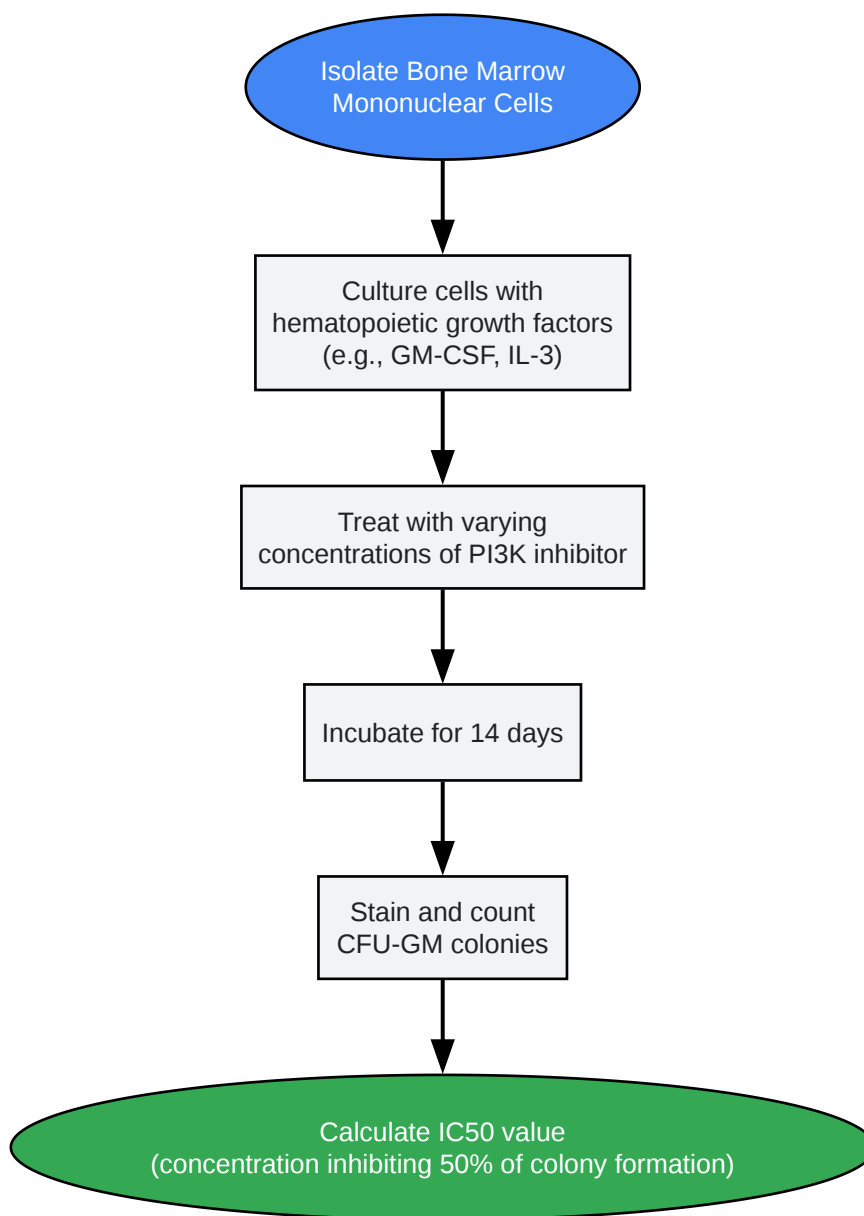 Isolate Bone Marrow
Mononuclear Cells
Culture cells with
hematopoietic growth factors
(e.g., GM-CSF, IL-3)
Treat with varying
concentrations of PI3K inhibitor
Incubate for 14 days
Stain and count
CFU-GM colonies
Calculate IC50 value
(concentration inhibiting 50% of colony formation)